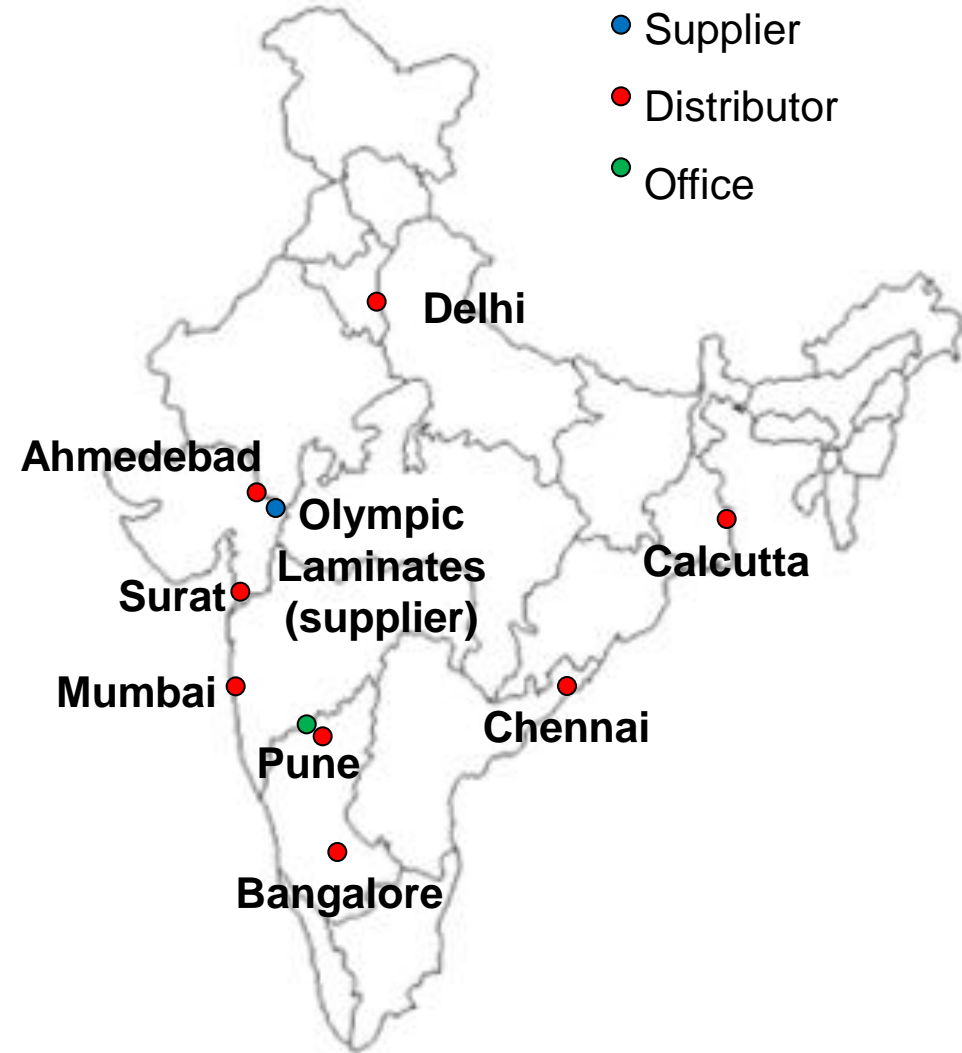 Supplier
Distributor
Office
Delhi
Ahmedebad
Olympic
Laminates
(supplier)
Calcutta
Surat
Mumbai
Chennai
Pune
Bangalore